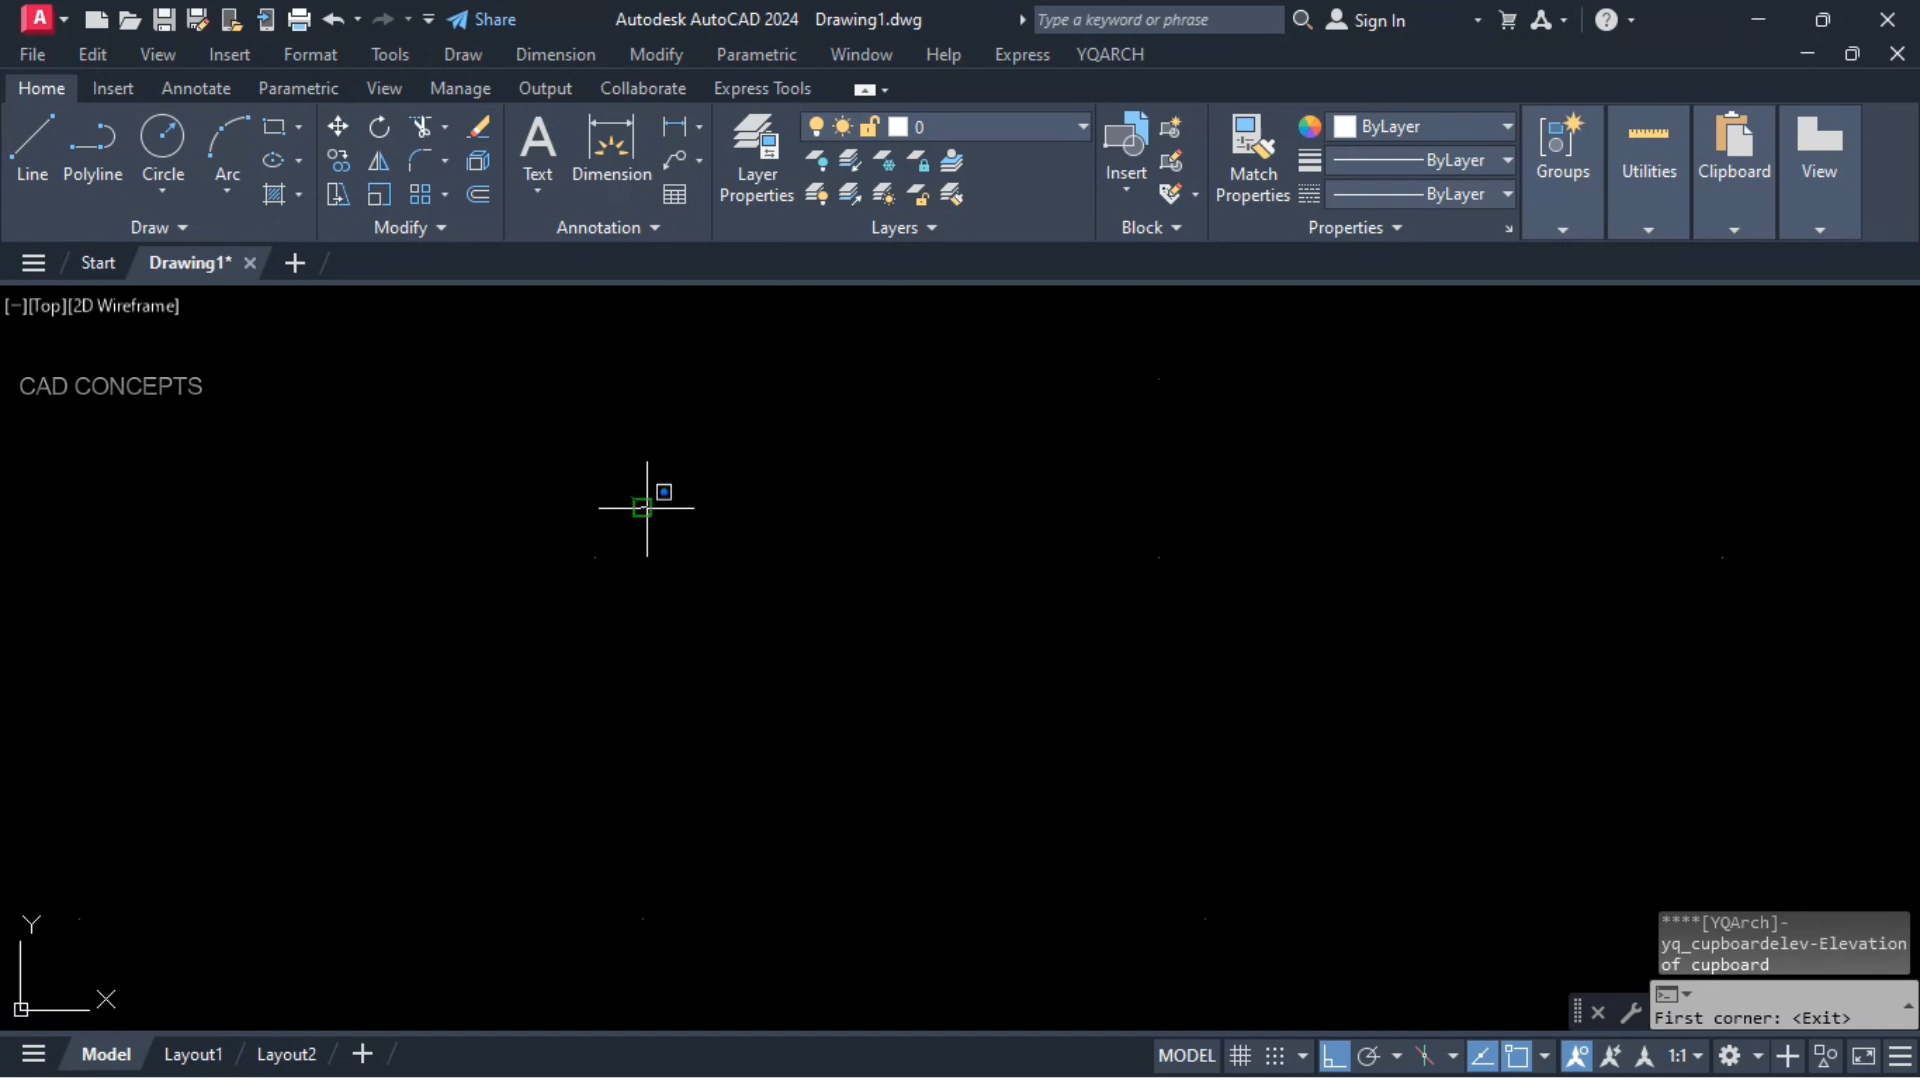 A Share Autodesk AutoCAD 2024 Drawing1.dwg Type a keyword or phrase Sign In
File Edit View Insert Format Tools Draw Dimension Modify Parametric Window Help Express YQARCH
Home Insert Annotate Parametric View Manage Output Collaborate Express Tools
0 ByLayer
Line Polyline Circle Arc Text Dimension Layer Properties Insert Match Properties ByLayer Groups Utilities Clipboard View
ByLayer
Draw Modify Annotation Layers Block Properties
Start Drawing1*
[−][Top][2D Wireframe]
CAD CONCEPTS
Y
X
****[YQArch]-
yq_cupboardelev-Elevation
of cupboard
First corner: <Exit>
Model Layout1 Layout2 MODEL 1:1